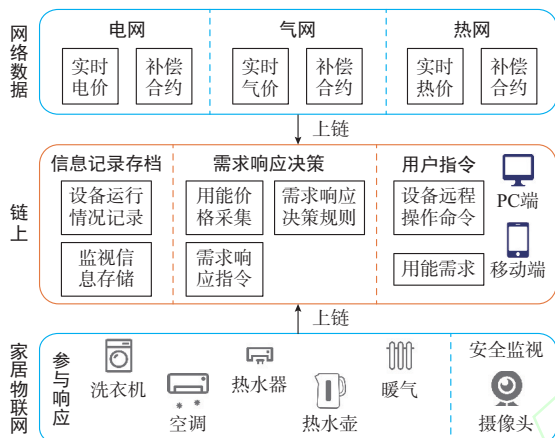 网络数据
电网
气网
热网
实时
电价
补偿
合约
实时
气价
补偿
合约
实时
热价
补偿
合约
上链
链上
信息记录存档
需求响应决策
用户指令
设备运行
情况记录
用能价
格采集
需求响应
决策规则
设备远程
操作命令
PC端
监视信
息存储
需求响
应指令
用能需求
移动端
上链
家居物联网
参与响应
洗衣机
空调
热水器
热水壶
暖气
安全监视
摄像头